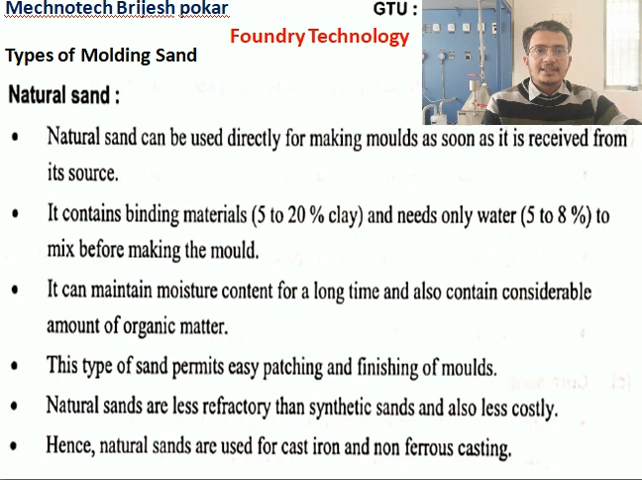 Mechnotech Brijesh pokar
GTU :
Foundry Technology
Types of Molding Sand
Natural sand :
• Natural sand can be used directly for making moulds as soon as it is received from
its source.
• It contains binding materials (5 to 20 % clay) and needs only water (5 to 8 %) to
mix before making the mould.
• It can maintain moisture content for a long time and also contain considerable
amount of organic matter.
• This type of sand permits easy patching and finishing of moulds.
• Natural sands are less refractory than synthetic sands and also less costly.
• Hence, natural sands are used for cast iron and non ferrous casting.